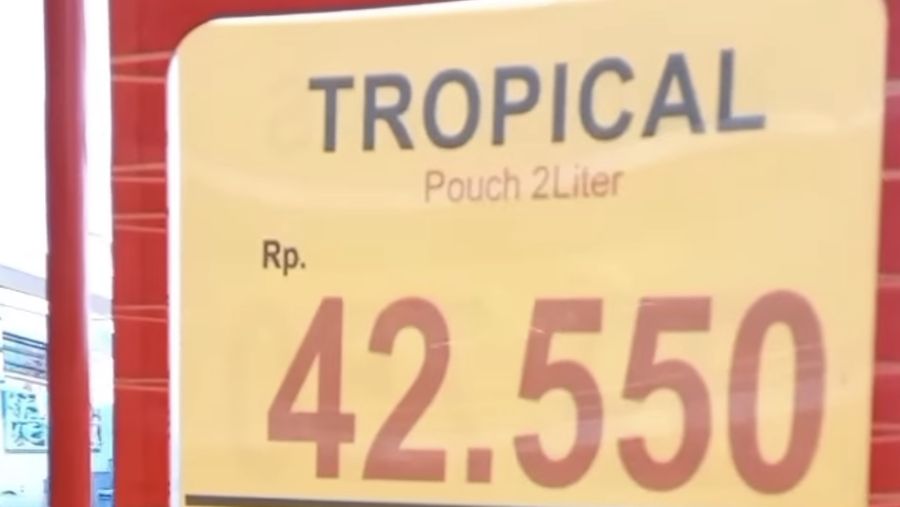 TROPICAL
Pouch 2Liter
Rp.
42.550